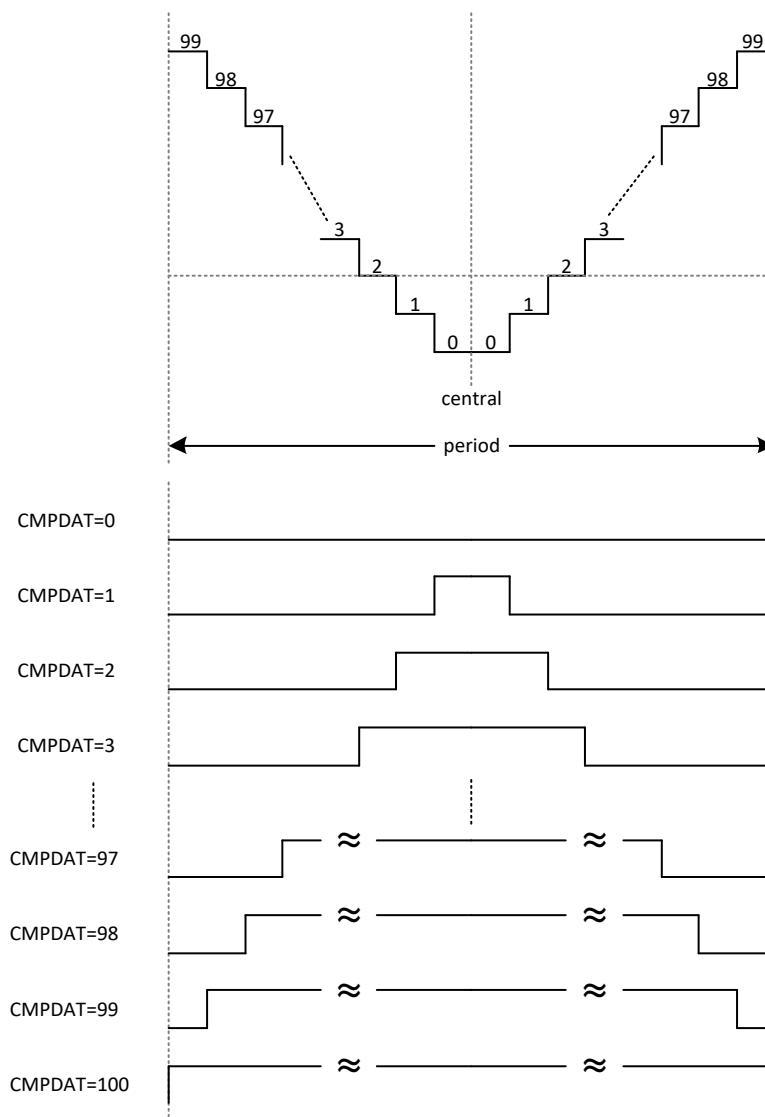 99 99
98 98
97 97
3 3
2 2
1 1
0 0
central
period
CMPDAT=0
CMPDAT=1
CMPDAT=2
CMPDAT=3
CMPDAT=97
CMPDAT=98
CMPDAT=99
CMPDAT=100